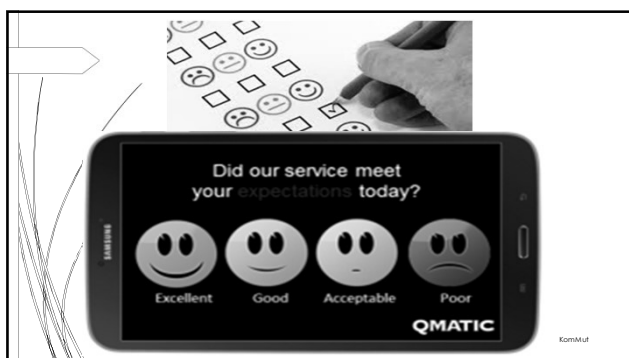 Did our service meet
your expectations today?
SAMSUNG
Excellent Good Acceptable Poor
QMATIC
KomMut